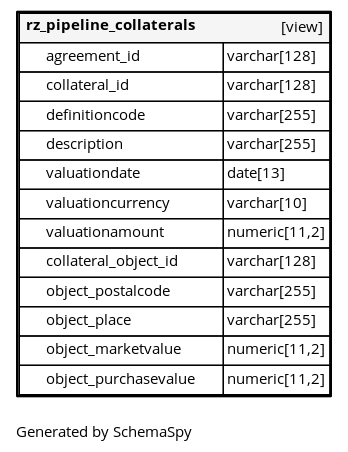 rz_pipeline_collaterals [view]
agreement_id varchar[128]
collateral_id varchar[128]
definitioncode varchar[255]
description varchar[255]
valuationdate date[13]
valuationcurrency varchar[10]
valuationamount numeric[11,2]
collateral_object_id varchar[128]
object_postalcode varchar[255]
object_place varchar[255]
object_marketvalue numeric[11,2]
object_purchasevalue numeric[11,2]
Generated by SchemaSpy